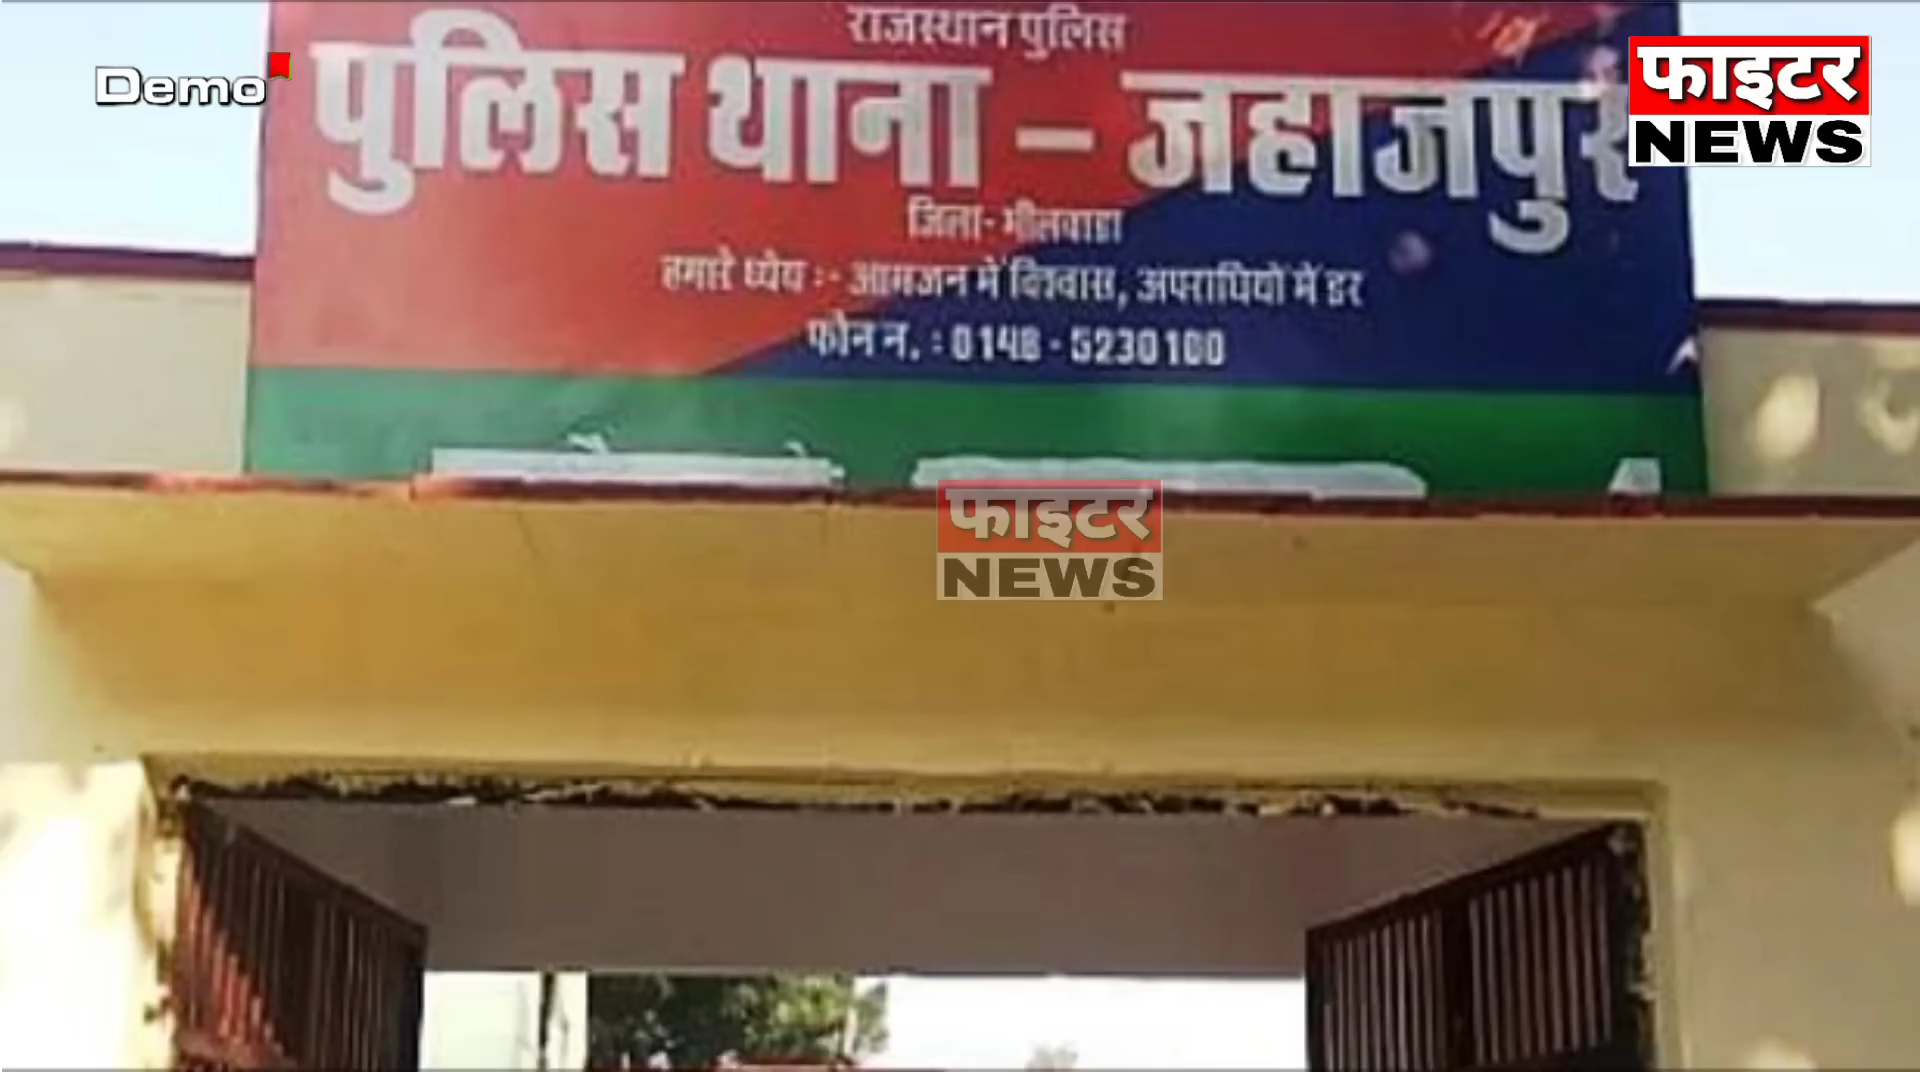 राजस्थान पुलिस
Demo
पुलिस थाना - जहाजपुर
फाइटर
NEWS
जिला- भीलवाडा
हमारे ध्येय :- आमजन में विश्वास, अपराधियों में डर
फोन न. : 0148 - 5230100
फाइटर
NEWS